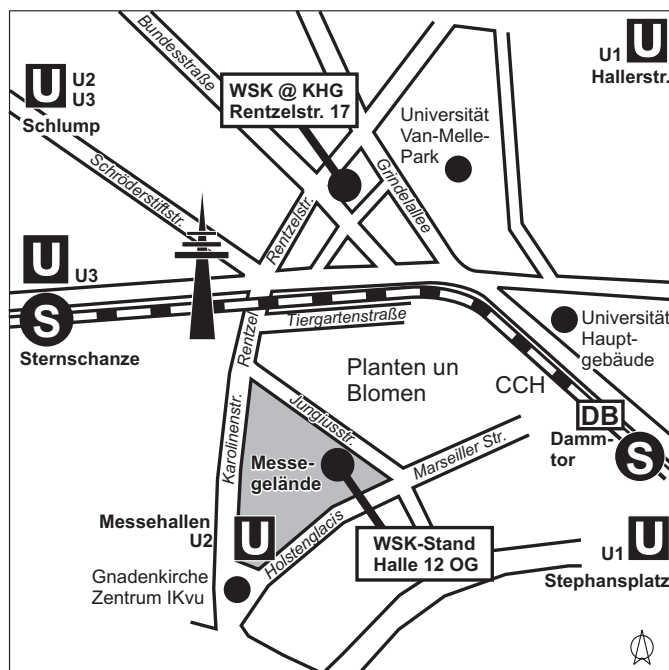 Bundesstraße
U
U1
Hallerstr.
U
U2
U3
Schlump
WSK @ KHG
Rentzelstr. 17
Universität
Van-Melle-
Park
Schröderstiftstr.
Rentzelstr.
Grindelallee
U
U3
S
Sternschanze
Rentzel
Tiergartenstraße
Universität
Haupt-
gebäude
Planten un
Blomen
CCH
DB
Damm-
tor
S
Karolinenstr.
Jungiusstr.
Marseiller Str.
Messe-
gelände
Messehallen
U2
U
Holstenglacis
WSK-Stand
Halle 12 OG
U1
U
Stephansplatz
Gnadenkirche
Zentrum IKvu